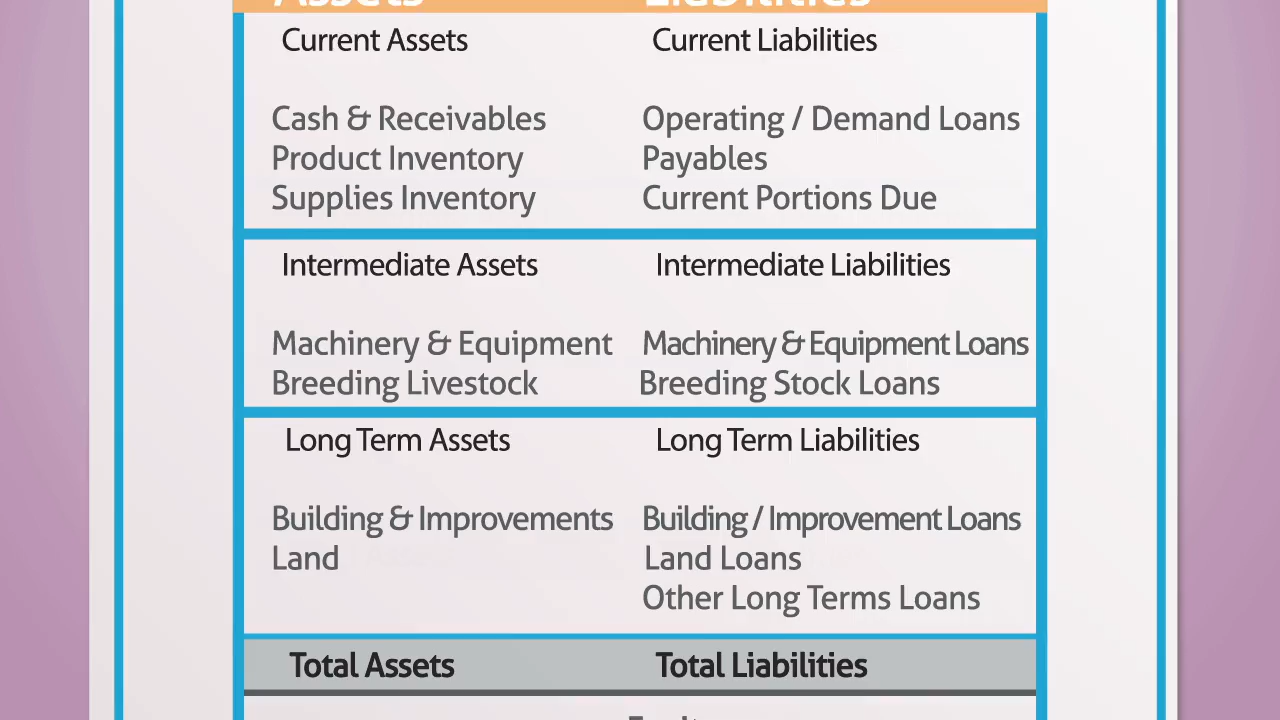 Assets Liabilities
Current Assets Current Liabilities
Cash & Receivables Operating / Demand Loans
Product Inventory Payables
Supplies Inventory Current Portions Due
Intermediate Assets Intermediate Liabilities
Machinery & Equipment Machinery & Equipment Loans
Breeding Livestock Breeding Stock Loans
Long Term Assets Long Term Liabilities
Building & Improvements Building / Improvement Loans
Land Land Loans
Other Long Terms Loans
Total Assets Total Liabilities